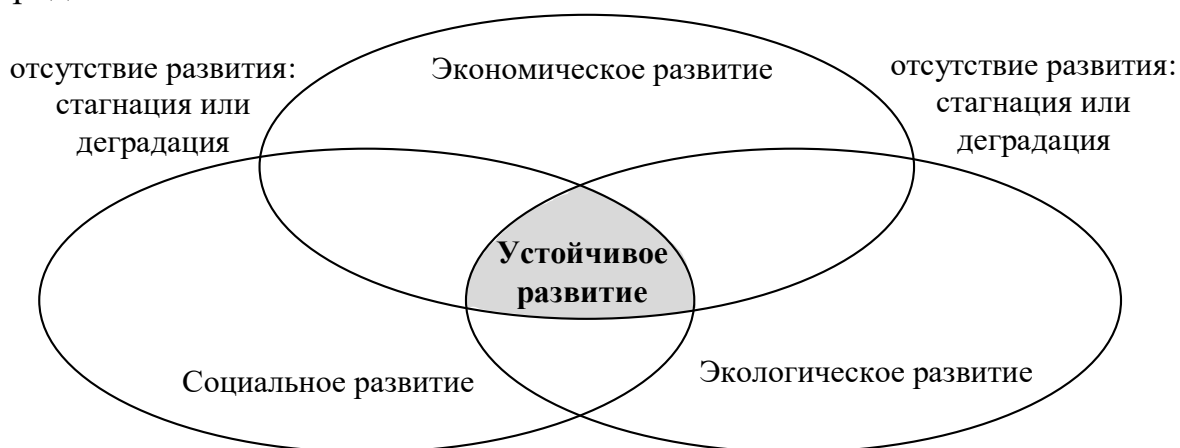 отсутствие развития:
стагнация или
деградация
Экономическое развитие
отсутствие развития:
стагнация или
деградация
Устойчивое
развитие
Социальное развитие
Экологическое развитие